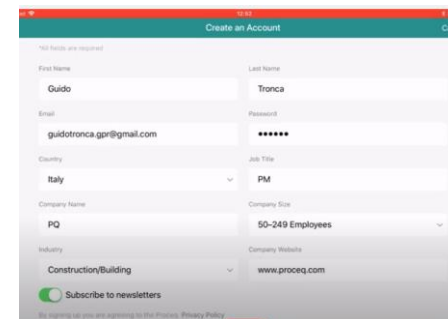 12:53
Create an Account
*All fields are required
First Name Last Name
Guido Tronca
Email Password
guidotronca.gpr@gmail.com ••••••
Country Job Title
Italy PM
Company Name Company Size
PQ 50–249 Employees
Industry Company Website
Construction/Building www.proceq.com
Subscribe to newsletters
By signing up you are agreeing to the Proceq Privacy Policy